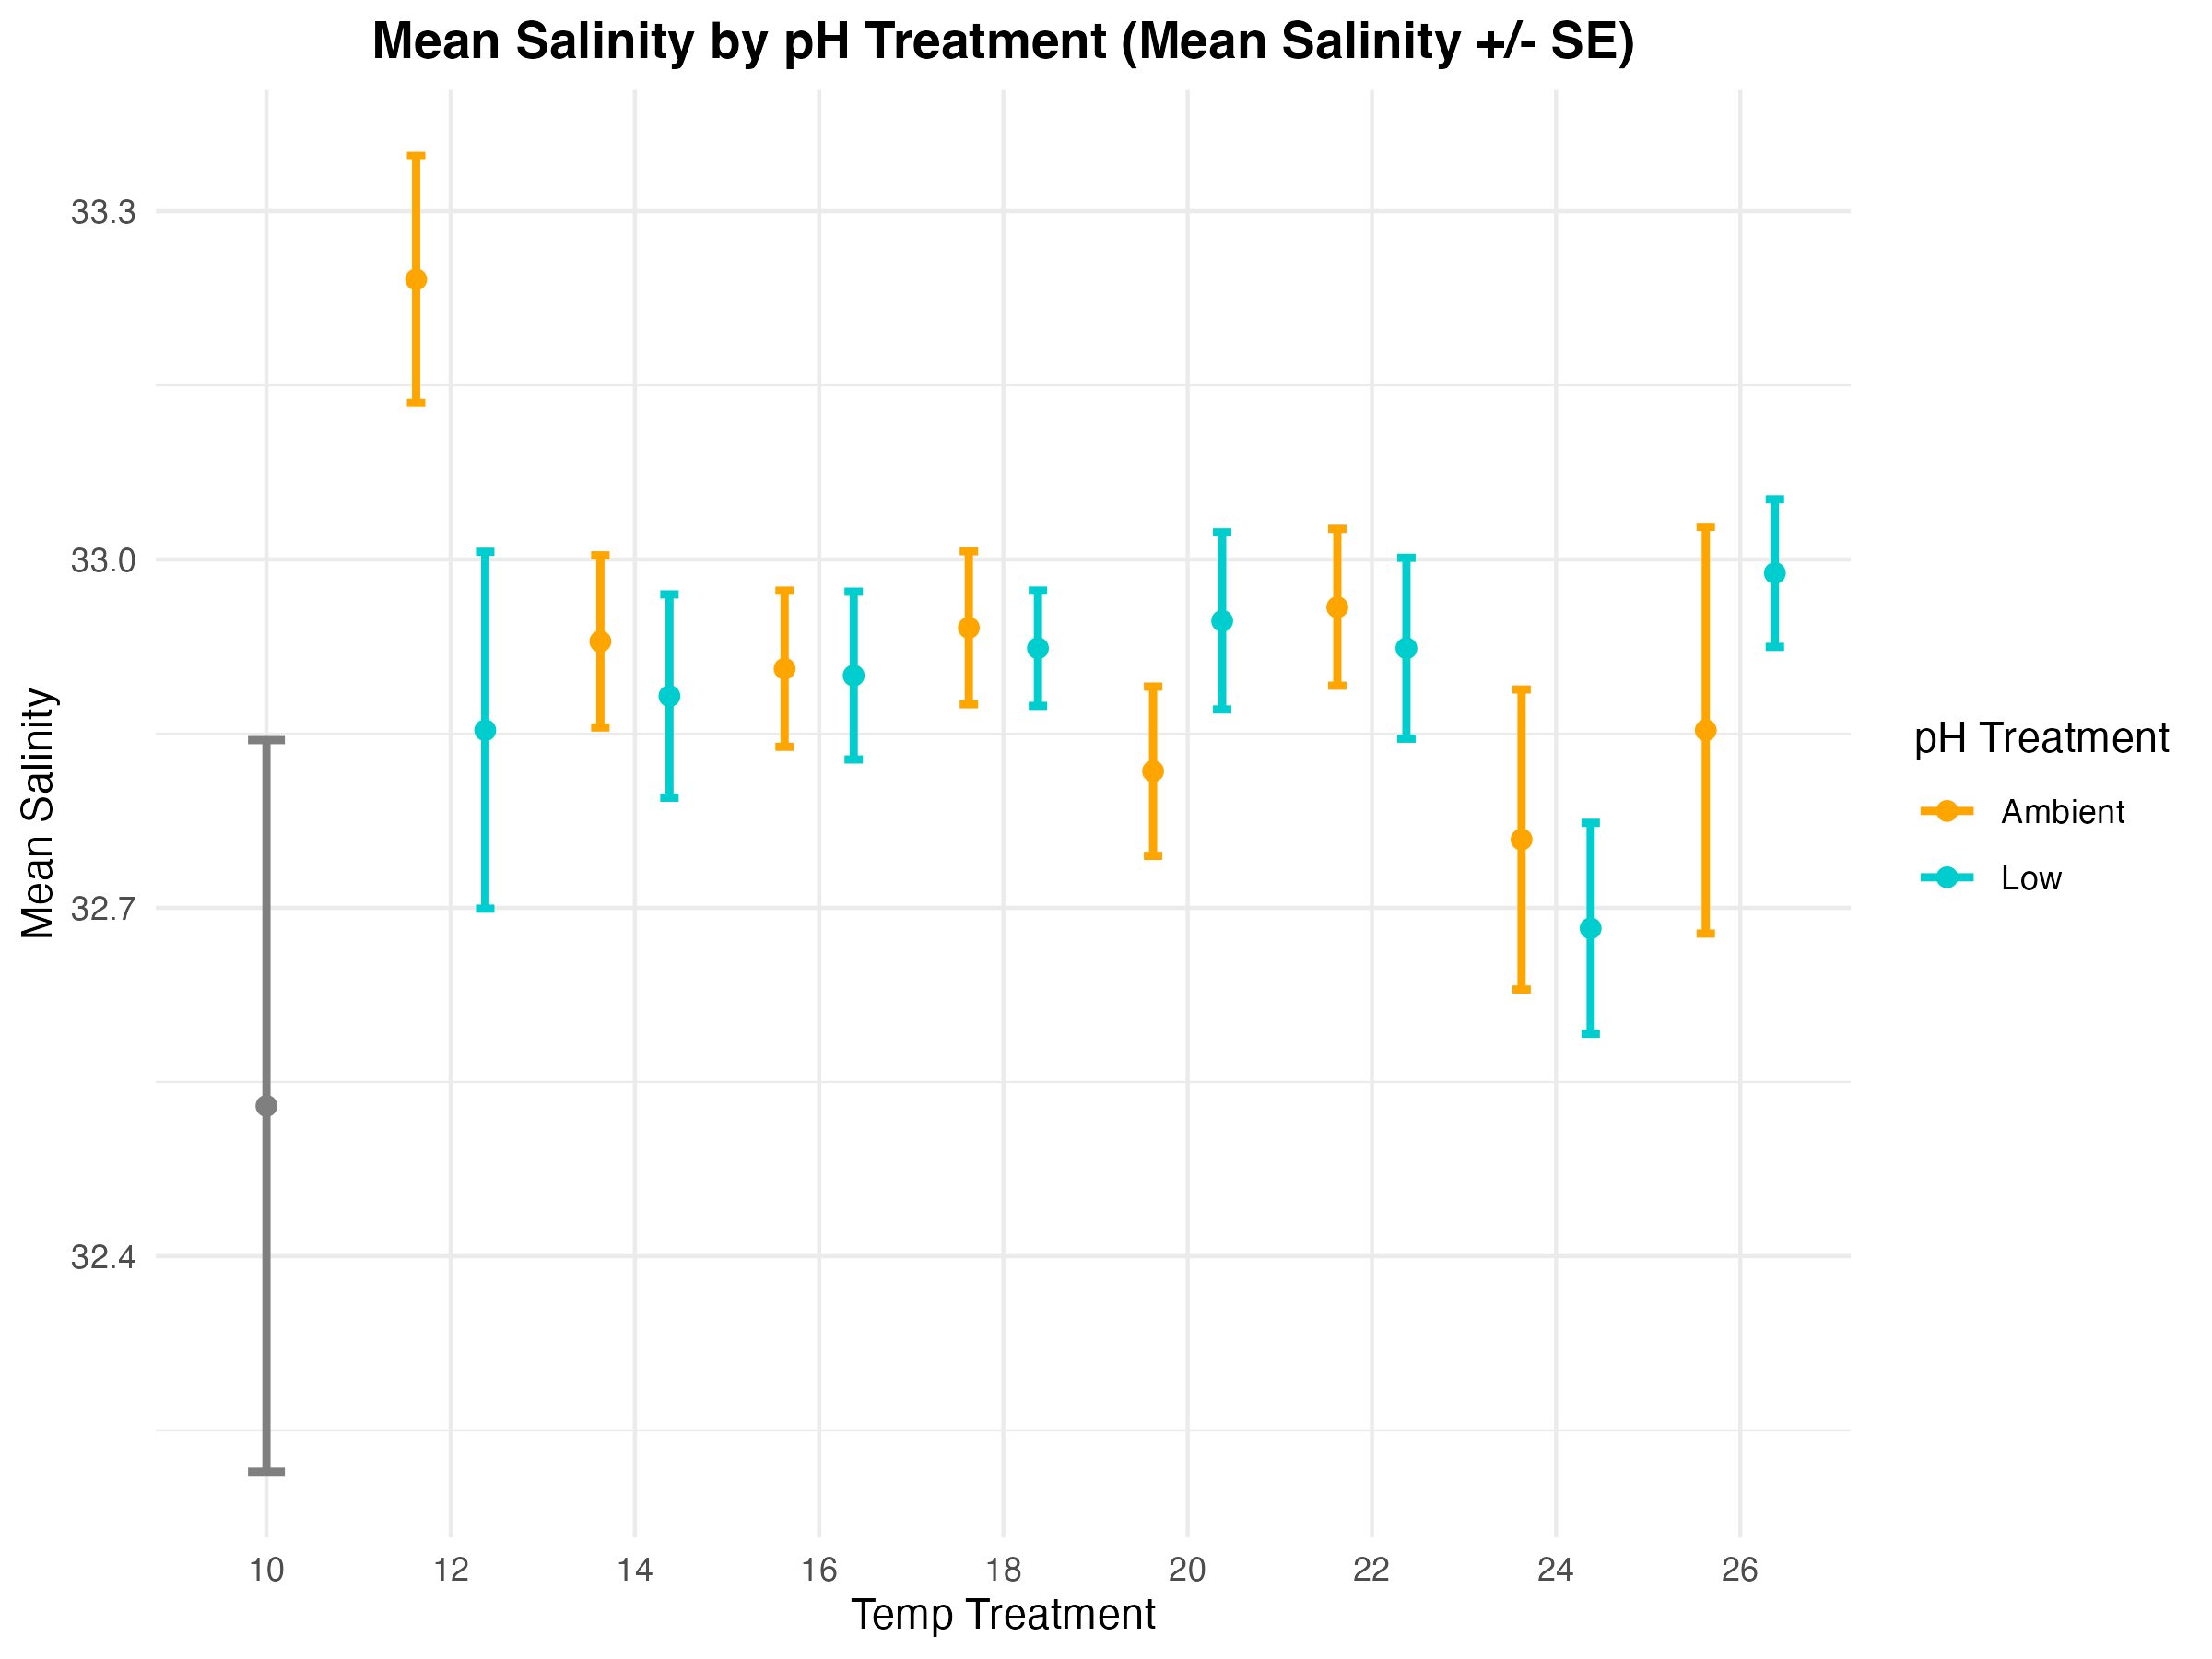 Mean Salinity by pH Treatment (Mean Salinity +/- SE)
33.3
33.0
32.7
32.4
Mean Salinity
10 12 14 16 18 20 22 24 26
Temp Treatment
pH Treatment
Ambient
Low